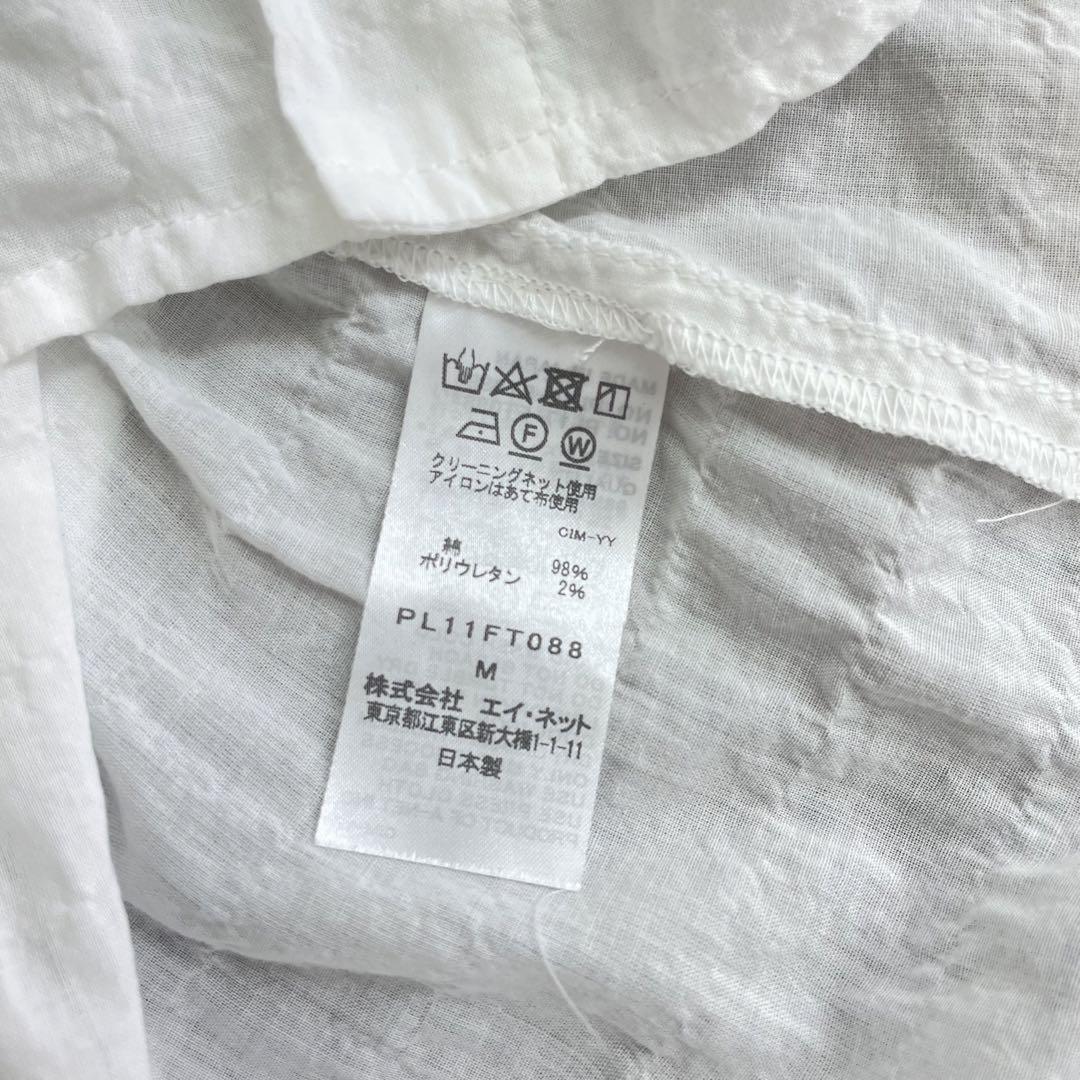 F W
クリーニングネット使用
アイロンはあて布使用
CIM-YY
綿 98%
ポリウレタン 2%
PL11FT088
M
株式会社 エイ・ネット
東京都江東区新大橋1-1-11
日本製